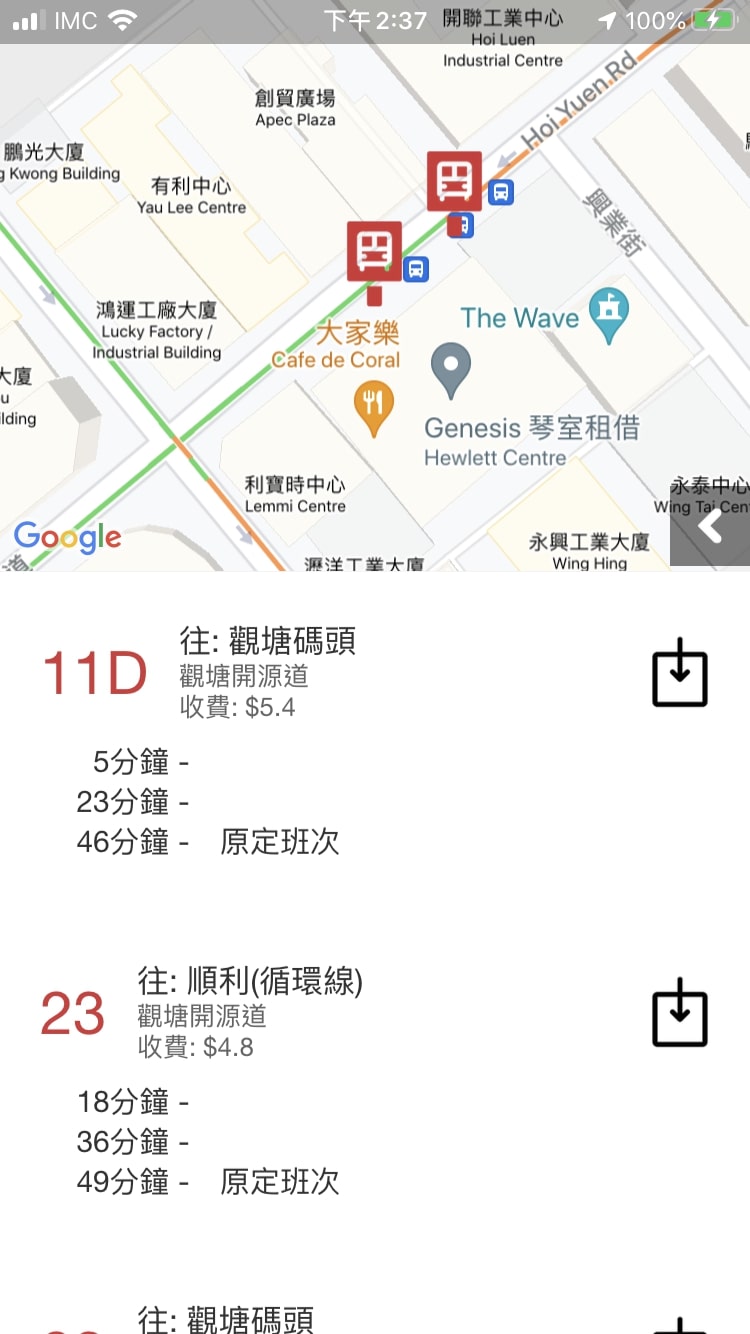 IMC 下午2:37 100%
開聯工業中心
Hoi Luen
Industrial Centre
Hoi Yuen Rd
創貿廣場
Apec Plaza
鵬光大廈
g Kwong Building
有利中心
Yau Lee Centre
興業街
鴻運工廠大廈
Lucky Factory /
Industrial Building
The Wave
大家樂
Cafe de Coral
大廈
u
ilding
Genesis 琴室租借
Hewlett Centre
利寶時中心
Lemmi Centre
永泰中心
Wing Tai Cen
Google
永興工業大廈
Wing Hing
瀝洋工業大廈
道
11D
往: 觀塘碼頭
觀塘開源道
收費: $5.4
5分鐘 -
23分鐘 -
46分鐘 - 原定班次
23
往: 順利(循環線)
觀塘開源道
收費: $4.8
18分鐘 -
36分鐘 -
49分鐘 - 原定班次
往: 觀塘碼頭